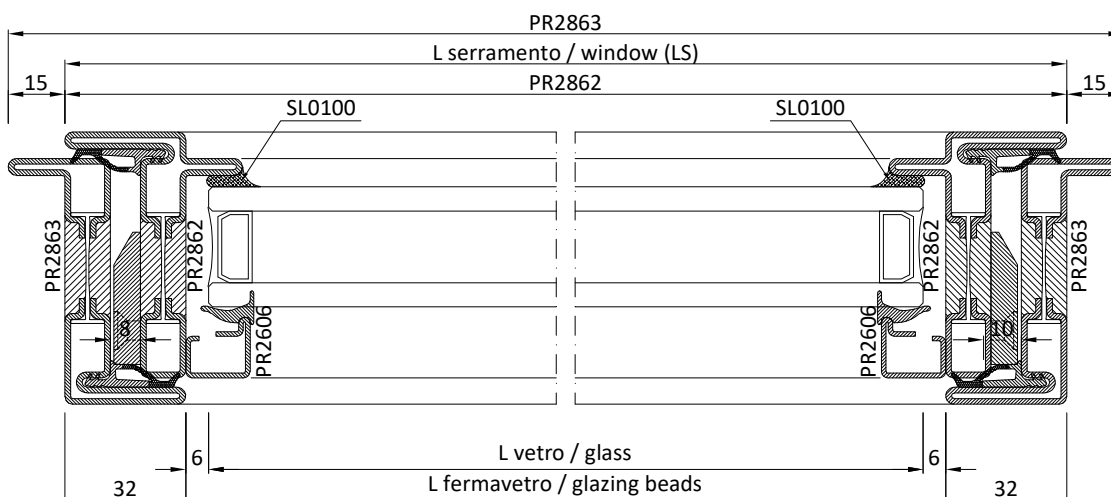 PR2863
L serramento / window (LS)
15
PR2862
15
SL0100
SL0100
PR2863
PR2862
PR2862
PR2863
8
PR2606
PR2606
10
6
L vetro / glass
6
32
L fermavetro / glazing beads
32